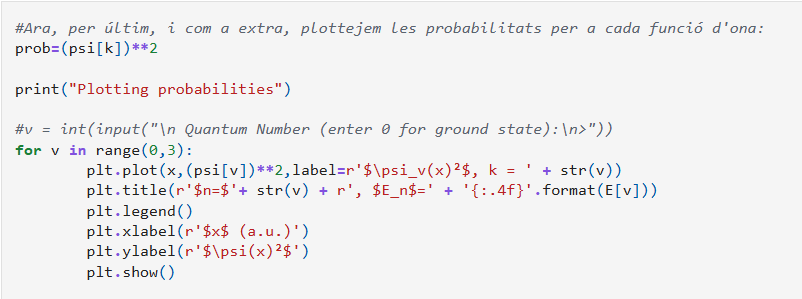 #Ara, per últim, i com a extra, plottejem les probabilitats per a cada funció d'ona:
prob=(psi[k])**2
print("Plotting probabilities")
#v = int(input("\n Quantum Number (enter 0 for ground state):\n>"))
for v in range(0,3):
        plt.plot(x,(psi[v])**2,label=r'$\psi_v(x)²$, k = ' + str(v))
        plt.title(r'$n=$'+ str(v) + r', $E_n$=' + '{:.4f}'.format(E[v]))
        plt.legend()
        plt.xlabel(r'$x$ (a.u.)')
        plt.ylabel(r'$\psi(x)²$')
        plt.show()